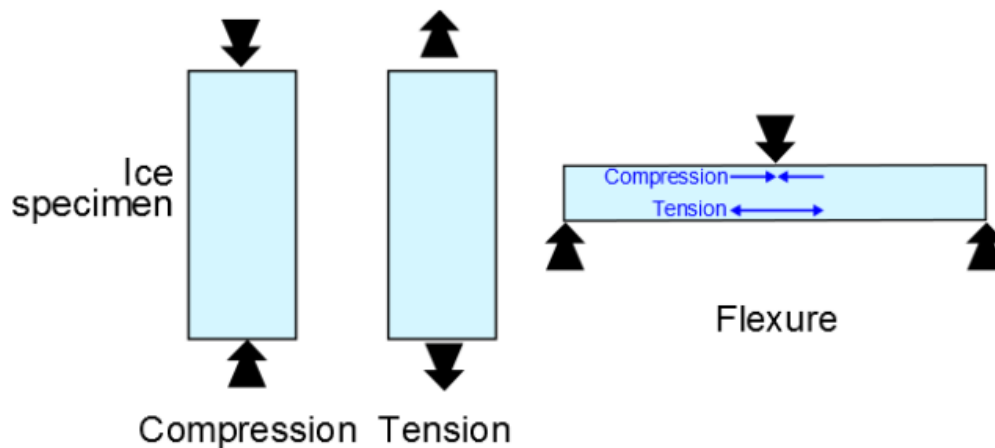 Ice
specimen
Compression
Tension
Compression
Tension
Flexure